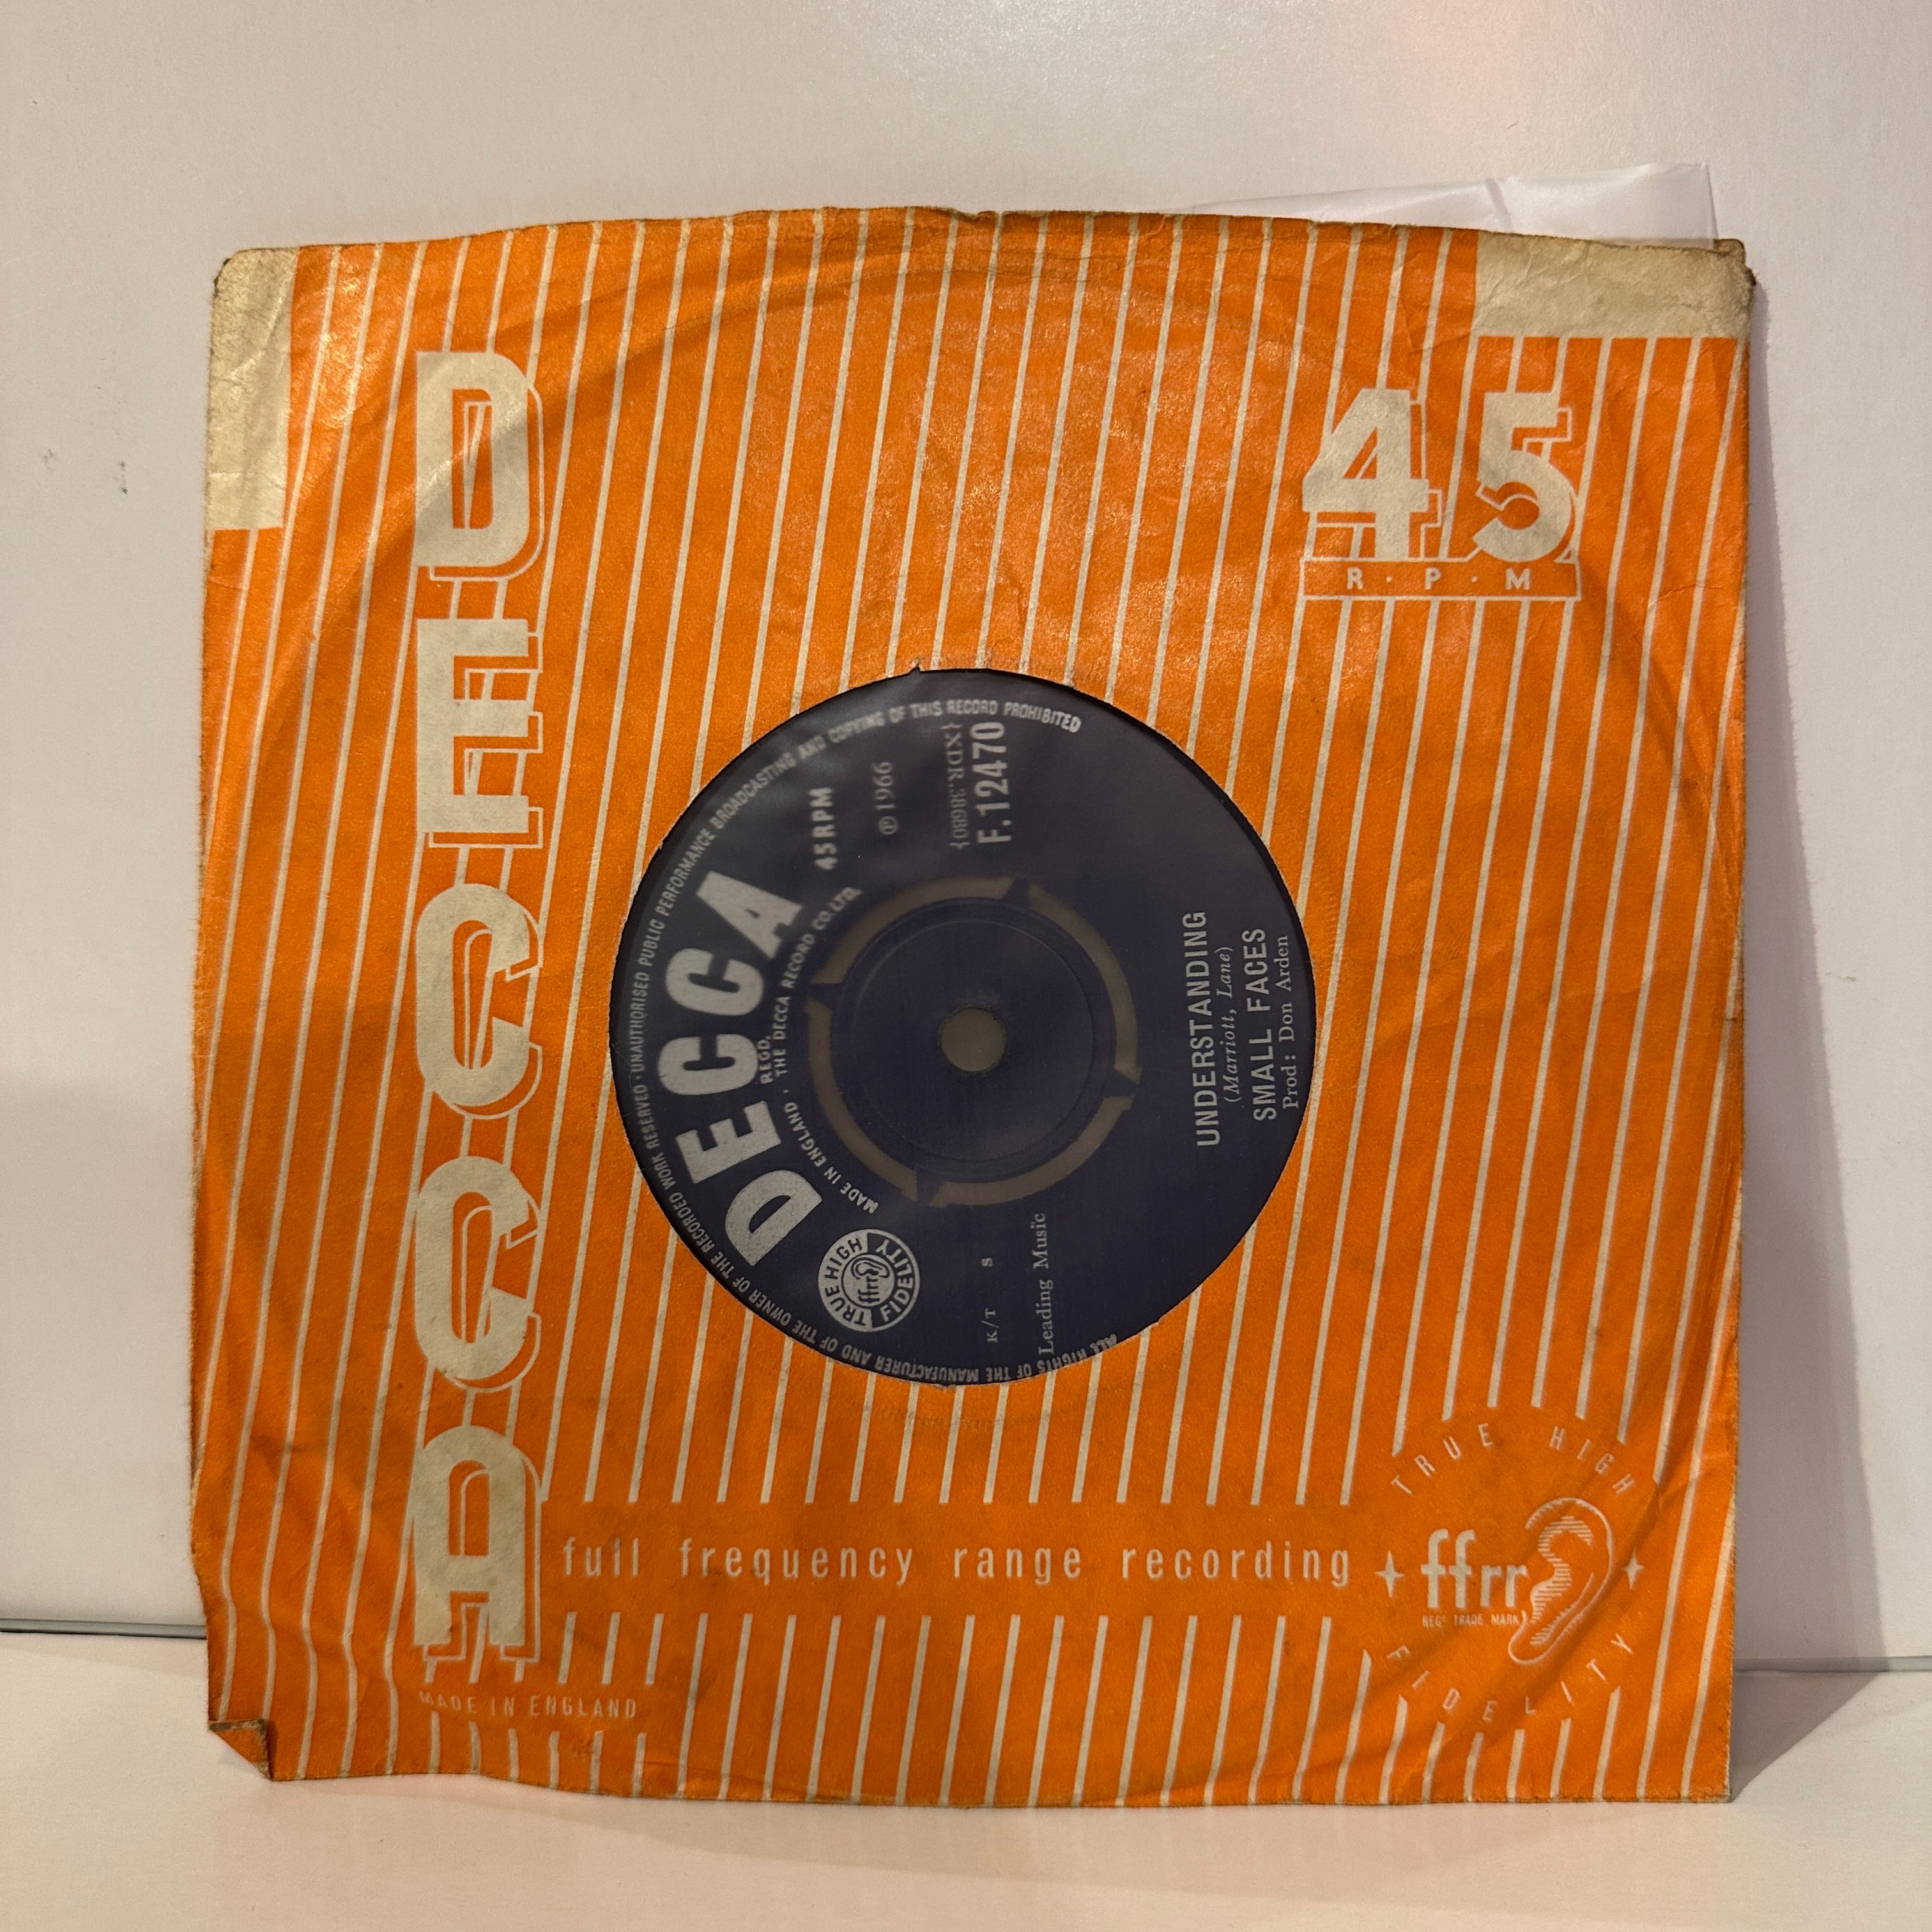 DECCA
45
R·P·M
ALL RIGHTS OF THE MANUFACTURER AND OF THE OWNER OF THE RECORDED WORK RESERVED · UNAUTHORISED PUBLIC PERFORMANCE BROADCASTING AND COPYING OF THIS RECORD PROHIBITED
DECCA
REGD.
MADE IN ENGLAND · THE DECCA RECORD CO. LTD.
TRUE HIGH
ffrr
FIDELITY
45 RPM
℗ 1966
(XDR.38680)
F.12470
K/T S
Leading Music
UNDERSTANDING
(Marriott, Lane)
SMALL FACES
Prod: Don Arden
full frequency range recording
TRUE HIGH
ffrr
REGD TRADE MARK
FIDELITY
MADE IN ENGLAND